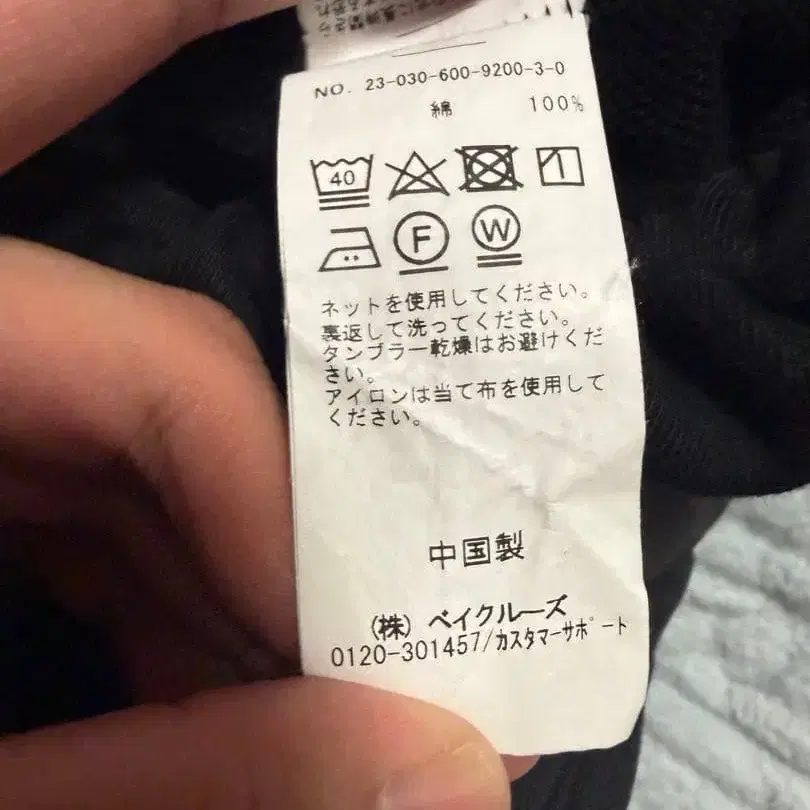 NO. 23-030-600-9200-3-0
綿 100%
40
F W
ネットを使用してください。
裏返して洗ってください。
タンブラー乾燥はお避けくだ
さい。
アイロンは当て布を使用して
ください。
中国製
(株) ベイクルーズ
0120-301457/カスタマーサポート